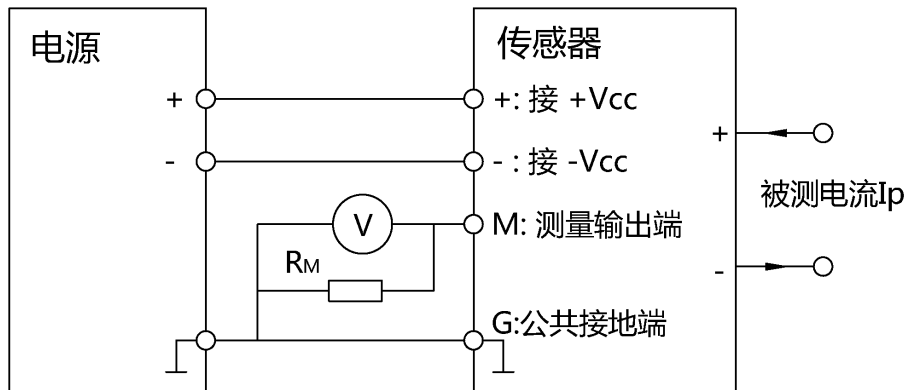 电源
传感器
+
+: 接 +Vcc
+
-
- : 接 -Vcc
被测电流Ip
V
M: 测量输出端
RM
-
G:公共接地端